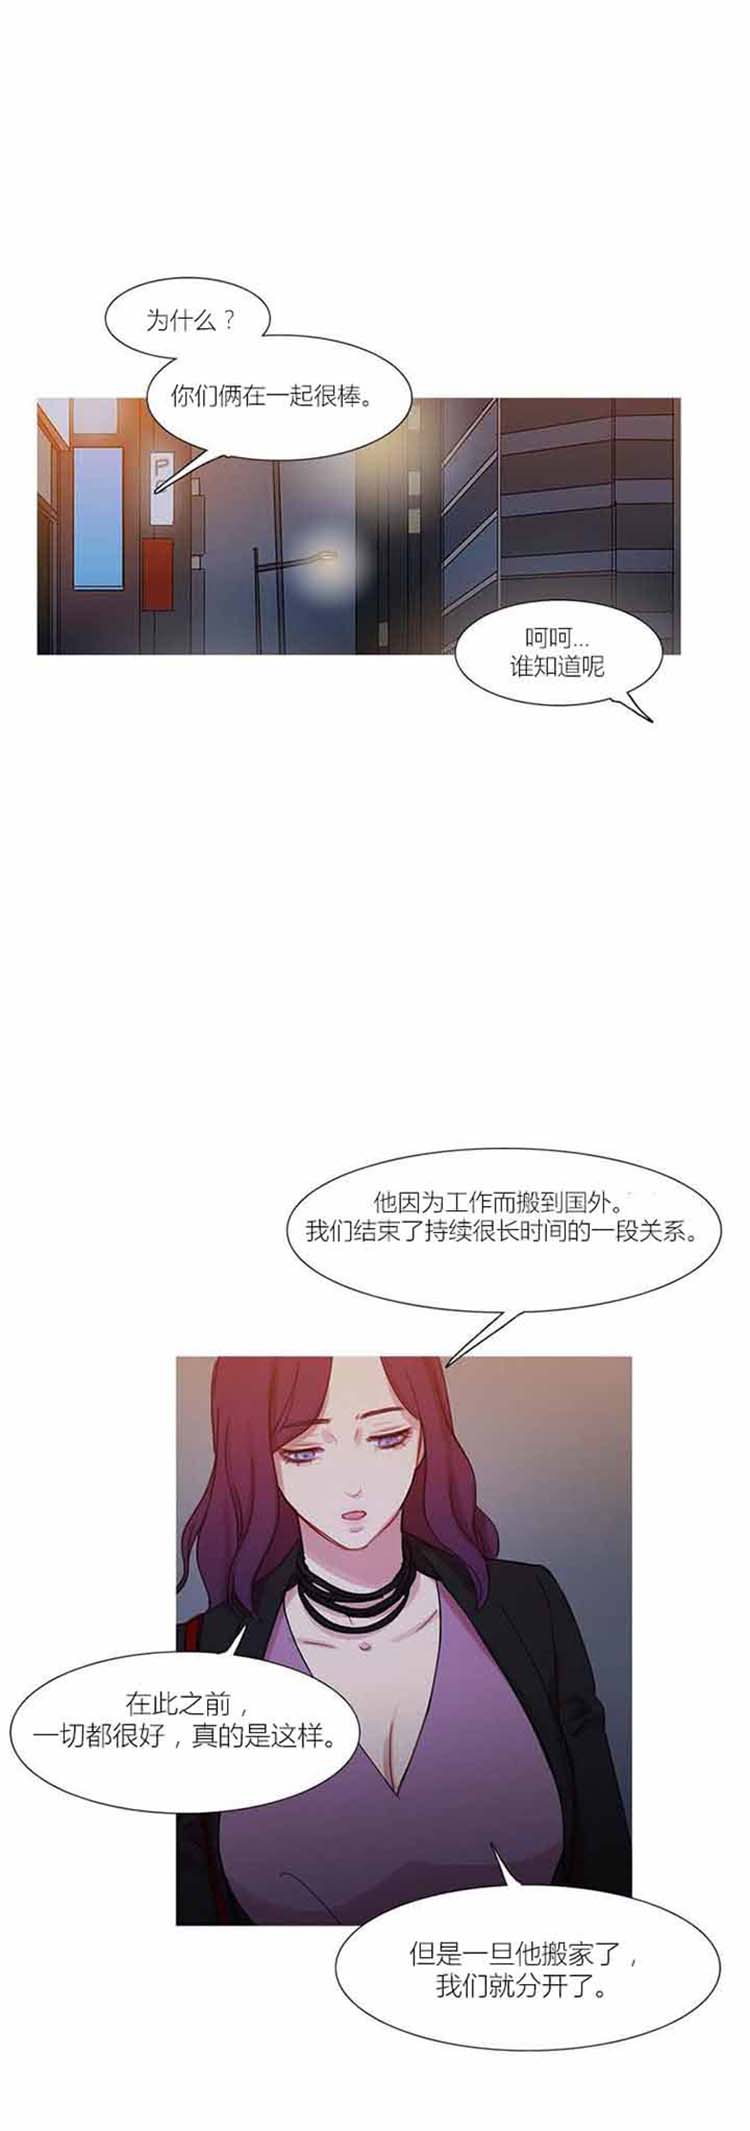 为什么？
你们俩在一起很棒。
P
呵呵...
谁知道呢
他因为工作而搬到国外。
我们结束了持续很长时间的一段关系。
在此之前，
一切都很好，真的是这样。
但是一旦他搬家了，
我们就分开了。